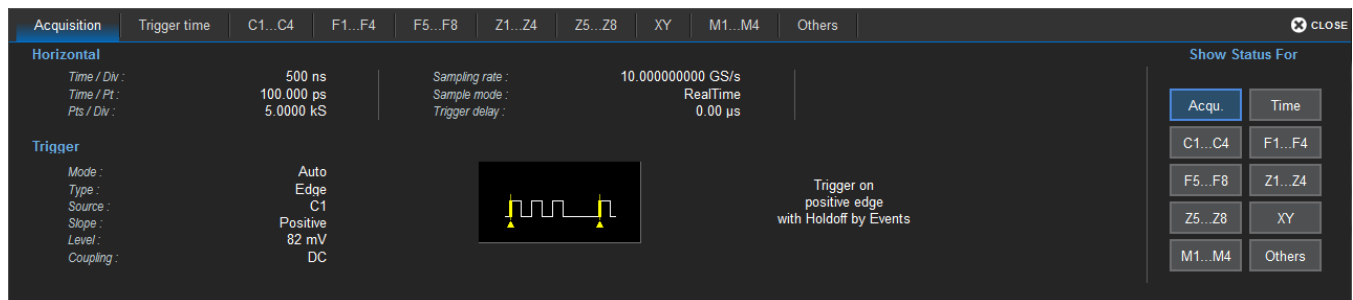 Acquisition Trigger time C1...C4 F1...F4 F5...F8 Z1...Z4 Z5...Z8 XY M1...M4 Others CLOSE
Horizontal
Time / Div : 500 ns Sampling rate : 10.000000000 GS/s
Time / Pt : 100.000 ps Sample mode : RealTime
Pts / Div : 5.0000 kS Trigger delay : 0.00 µs
Trigger
Mode : Auto
Type : Edge
Source : C1
Slope : Positive
Level : 82 mV
Coupling : DC
Trigger on
positive edge
with Holdoff by Events
Show Status For
Acqu. Time
C1...C4 F1...F4
F5...F8 Z1...Z4
Z5...Z8 XY
M1...M4 Others